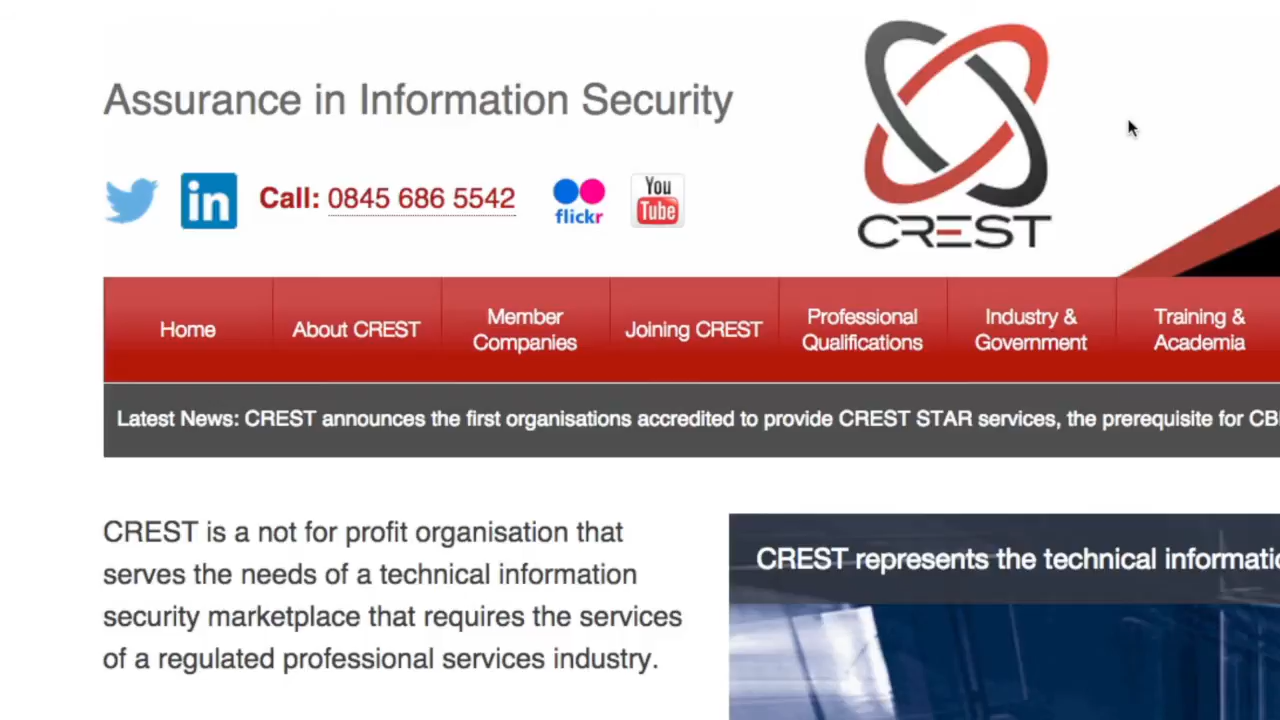 Assurance in Information Security
in Call: 0845 686 5542 flickr You
Tube
CREST
Home About CREST Member
Companies Joining CREST Professional
Qualifications Industry &
Government Training &
Academia
Latest News: CREST announces the first organisations accredited to provide CREST STAR services, the prerequisite for
CREST is a not for profit organisation that
serves the needs of a technical information
security marketplace that requires the services
of a regulated professional services industry.
CREST represents the technical